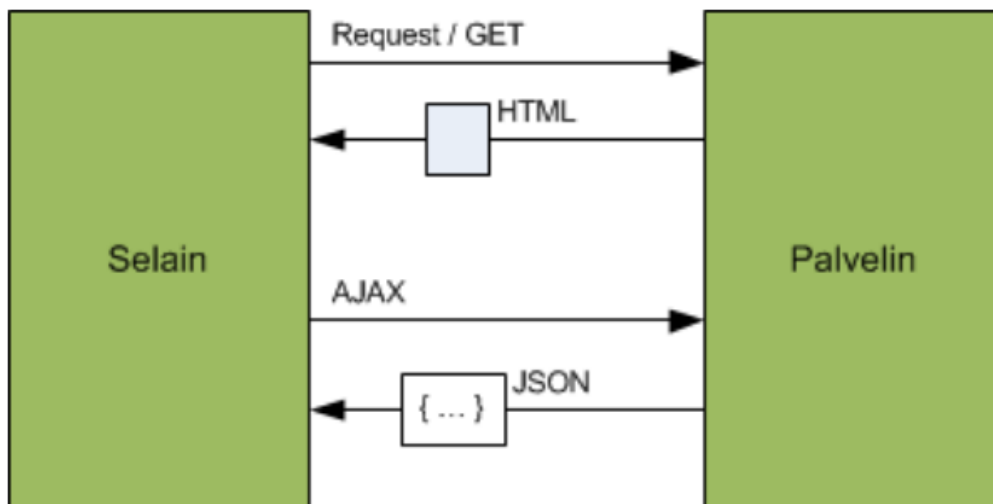 Request / GET
HTML
Selain
Palvelin
AJAX
JSON
{ ... }